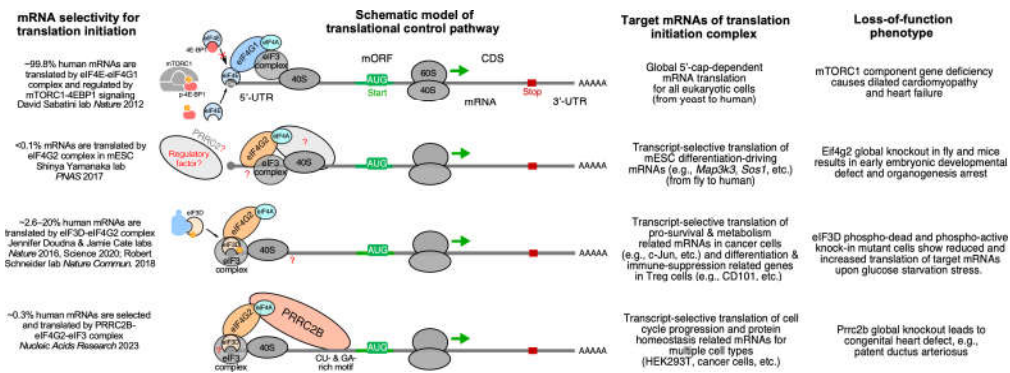 mRNA selectivity for
translation initiation
Schematic model of
translational control pathway
Target mRNAs of translation
initiation complex
Loss-of-function
phenotype
~99.8% human mRNAs are
translated by eIF4E-eIF4G1
complex and regulated by
mTORC1-4EBP1 signaling
David Sabatini lab Nature 2012
eIF4E
4E-BP1
mTORC1
p4E-BP1
eIF4E
eIF4E
eIF4G1
eIF4A
eIF3
complex
40S
5'-UTR
mORF
AUG
Start
60S
40S
CDS
mRNA
Stop
3'-UTR
AAAAA
Global 5'-cap-dependent
mRNA translation
for all eukaryotic cells
(from yeast to human)
mTORC1 component gene deficiency
causes dilated cardiomyopathy
and heart failure
<0.1% mRNAs are translated by
eIF4G2 complex in mESC
Shinya Yamanaka lab
PNAS 2017
PRRC2?
Regulatory
factor?
?
eIF4G2
eIF4A
?
eIF3
complex
40S
AUG
AAAAA
Transcript-selective translation of
mESC differentiation-driving
mRNAs (e.g., Map3k3, Sos1, etc.)
(from fly to human)
Eif4g2 global knockout in fly and mice
results in early embryonic developmental
defect and organogenesis arrest
~2.6–20% human mRNAs are
translated by eIF3D-eIF4G2 complex
Jennifer Doudna & Jamie Cate labs
Nature 2016, Science 2020; Robert
Schneider lab Nature Commun. 2018
eIF3D
eIF4G2
eIF4A
eIF3D
eIF3
complex
40S
?
AUG
AAAAA
Transcript-selective translation of
pro-survival & metabolism
related mRNAs in cancer cells
(e.g., c-Jun, etc.) and differentiation &
immune-suppression related genes
in Treg cells (e.g., CD101, etc.)
eIF3D phospho-dead and phospho-active
knock-in mutant cells show reduced and
increased translation of target mRNAs
upon glucose starvation stress.
~0.3% human mRNAs are selected
and translated by PRRC2B-
eIF4G2-eIF3 complex
Nucleic Acids Research 2023
eIF4G2
eIF4A
PRRC2B
?
eIF3D
eIF3
complex
40S
CU- & GA-
rich motif
AUG
AAAAA
Transcript-selective translation of cell
cycle progression and protein
homeostasis related mRNAs for
multiple cell types
(HEK293T, cancer cells, etc.)
Prrc2b global knockout leads to
congenital heart defect, e.g.,
patent ductus arteriosus